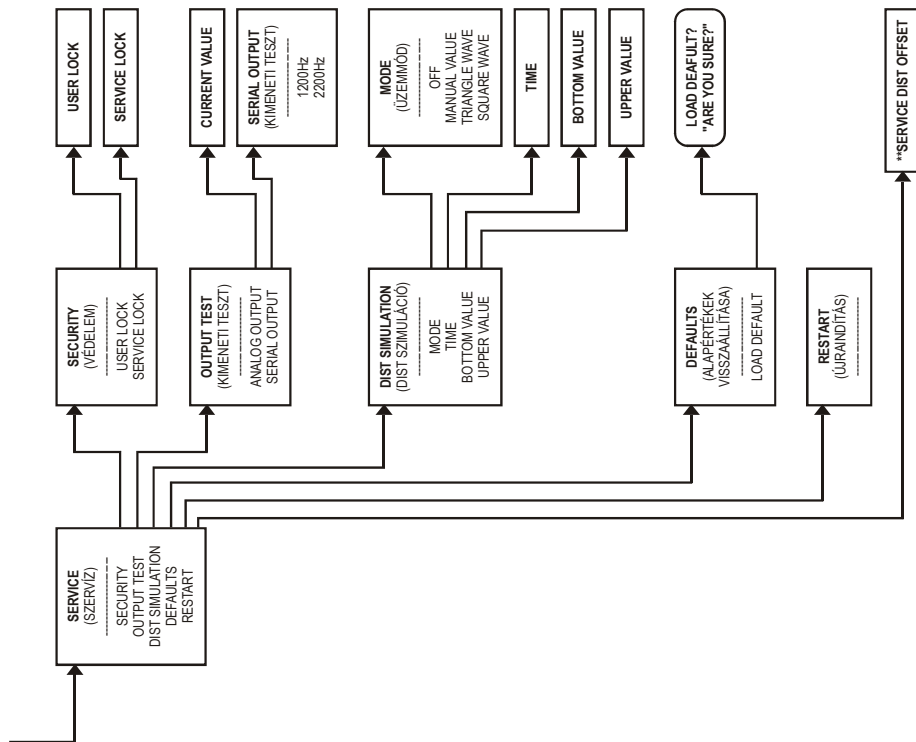 SERVICE
(SZERVÍZ)
SECURITY
OUTPUT TEST
DIST SIMULATION
DEFAULTS
RESTART
SECURITY
(VÉDELEM)
USER LOCK
SERVICE LOCK
USER LOCK
SERVICE LOCK
OUTPUT TEST
(KIMENETI TESZT)
ANALOG OUTPUT
SERIAL OUTPUT
CURRENT VALUE
SERIAL OUTPUT
(KIMENETI TESZT)
1200Hz
2200Hz
DIST SIMULATION
(DIST SZIMULÁCIÓ)
MODE
TIME
BOTTOM VALUE
UPPER VALUE
MODE
(ÜZEMMÓD)
OFF
MANUAL VALUE
TRIANGLE WAVE
SQUARE WAVE
TIME
BOTTOM VALUE
UPPER VALUE
DEFAULTS
(ALAPÉRTÉKEK
VISSZAÁLLÍTÁSA)
LOAD DEFAULT
LOAD DEAFULT?
"ARE YOU SURE?"
RESTART
(ÚJRAINDÍTÁS)
**SERVICE DIST OFFSET